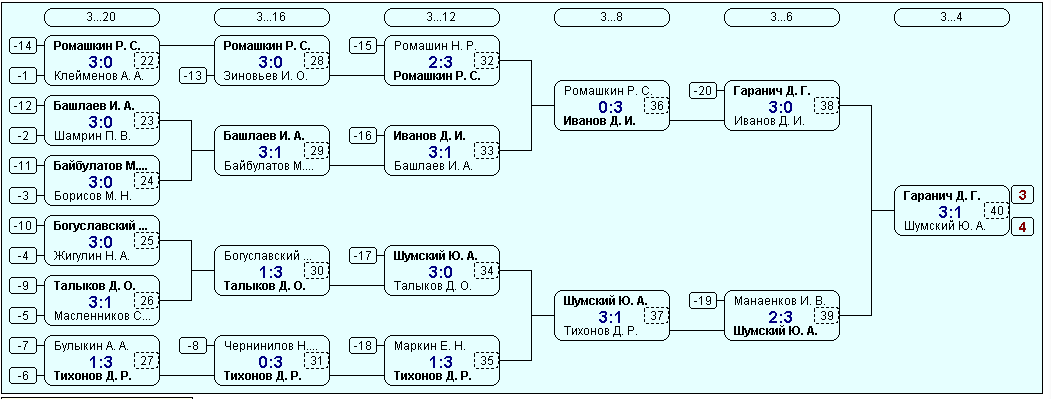 3...20 3...16 3...12 3...8 3...6 3...4
-14 Ромашкин Р. С.
3:0 22
-1 Клейменов А. А.
-12 Башлаев И. А.
3:0 23
-2 Шамрин П. В.
-11 Байбулатов М....
3:0 24
-3 Борисов М. Н.
-10 Богуславский ...
3:0 25
-4 Жигулин Н. А.
-9 Талыков Д. О.
3:1 26
-5 Масленников С...
-7 Булыкин А. А.
1:3 27
-6 Тихонов Д. Р.
Ромашкин Р. С.
3:0 28
-13 Зиновьев И. О.
Башлаев И. А.
3:1 29
Байбулатов М....
Богуславский ...
1:3 30
Талыков Д. О.
-8 Чернинилов Н....
0:3 31
Тихонов Д. Р.
-15 Ромашин Н. Р.
2:3 32
Ромашкин Р. С.
-16 Иванов Д. И.
3:1 33
Башлаев И. А.
-17 Шумский Ю. А.
3:0 34
Талыков Д. О.
-18 Маркин Е. Н.
1:3 35
Тихонов Д. Р.
Ромашкин Р. С.
0:3 36
Иванов Д. И.
Шумский Ю. А.
3:1 37
Тихонов Д. Р.
-20 Гаранич Д. Г.
3:0 38
Иванов Д. И.
-19 Манаенков И. В.
2:3 39
Шумский Ю. А.
Гаранич Д. Г. 3
3:1 40
Шумский Ю. А. 4